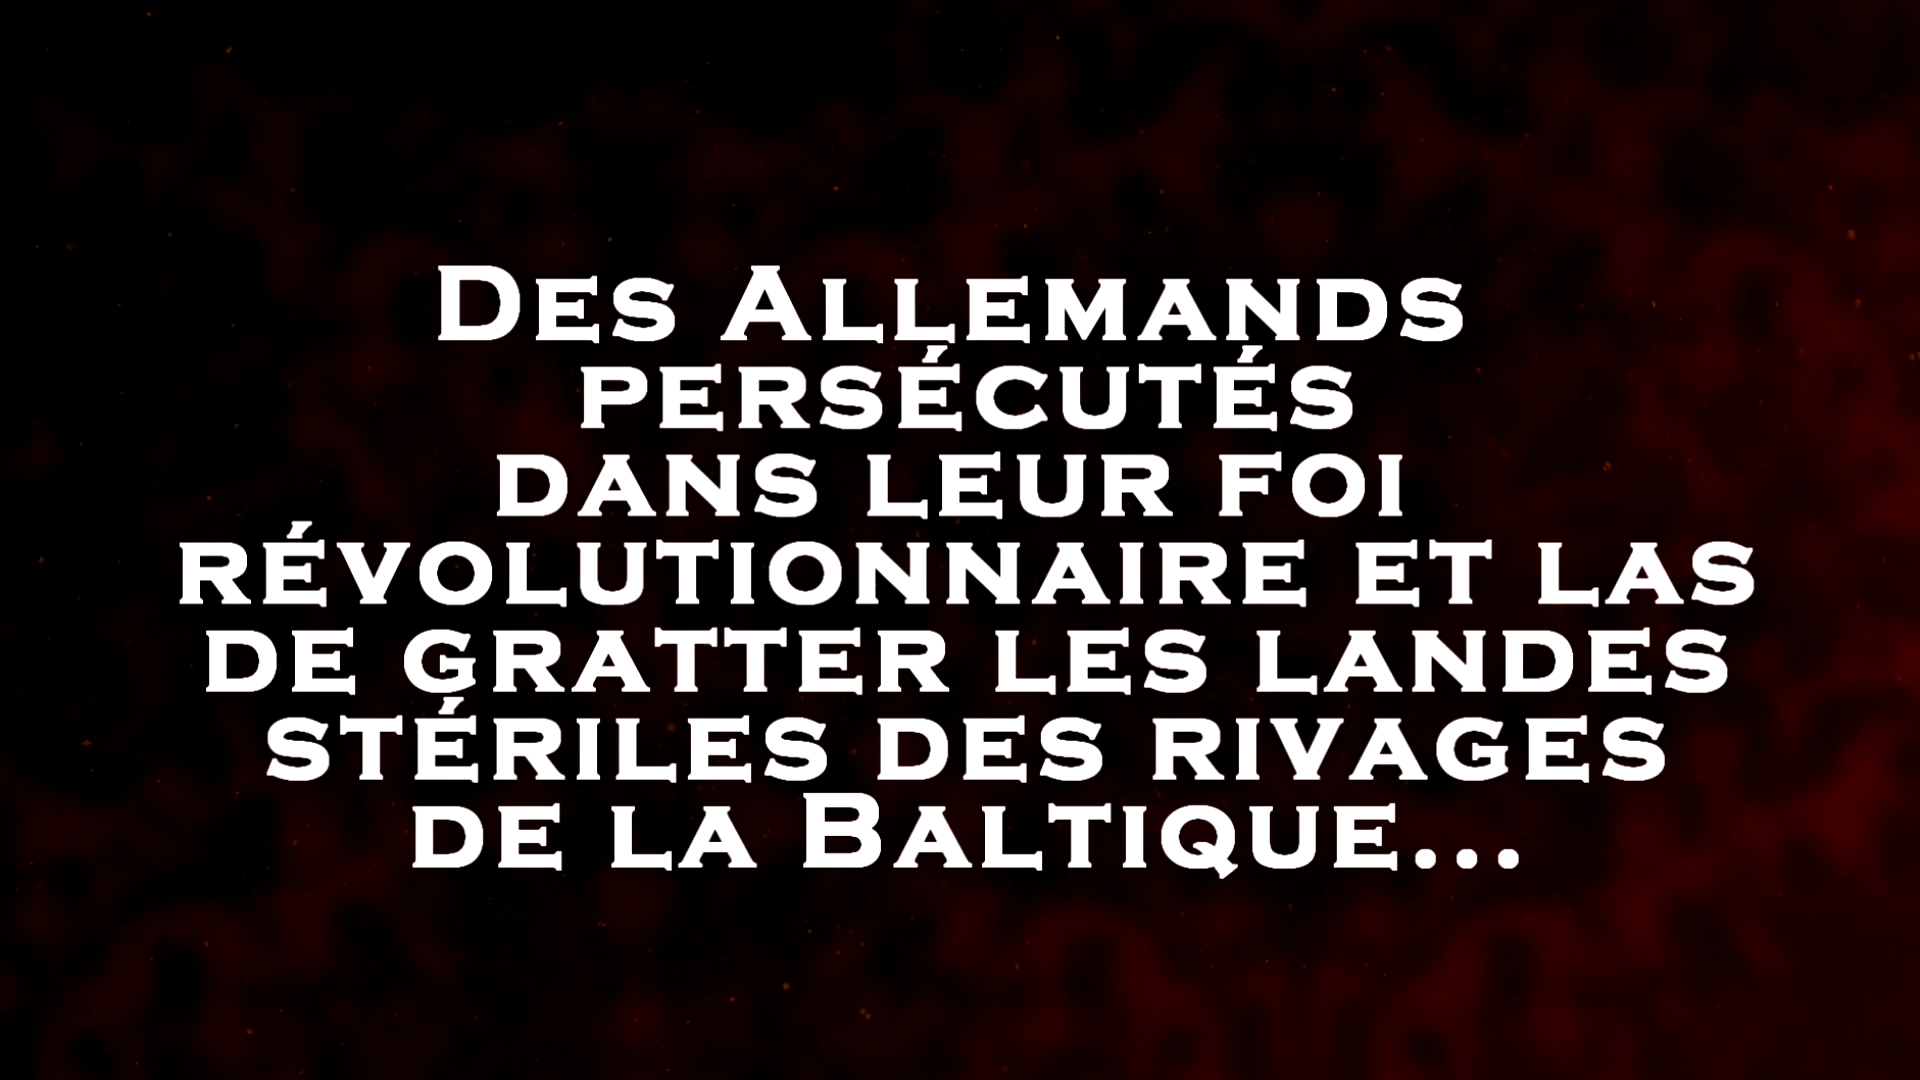 Des Allemands
persécutés
dans leur foi
révolutionnaire et las
de gratter les landes
stériles des rivages
de la Baltique...